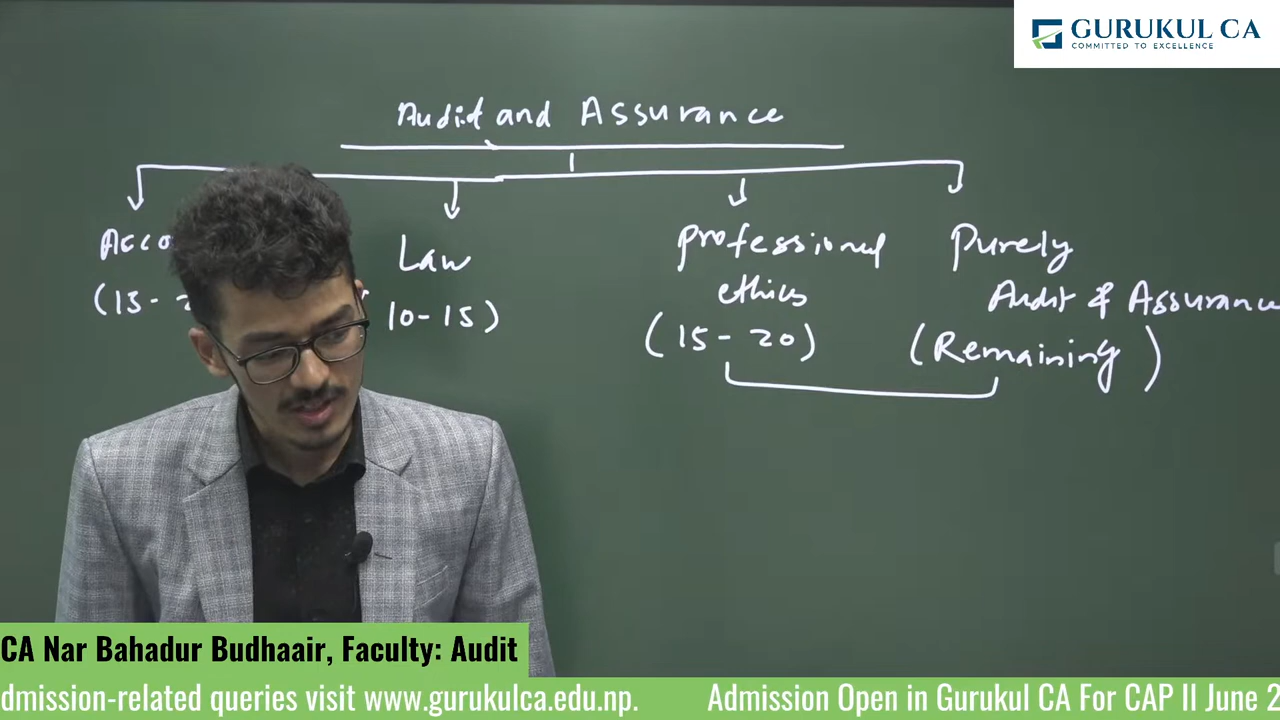 GURUKUL CA
COMMITTED TO EXCELLENCE
Audit and Assurance
Law
10-15)
Professional
ethics
(15-20)
Purely
Audit & Assurance
(Remaining)
CA Nar Bahadur Budhaair, Faculty: Audit
dmission-related queries visit www.gurukulca.edu.np.
Admission Open in Gurukul CA For CAP II June 2